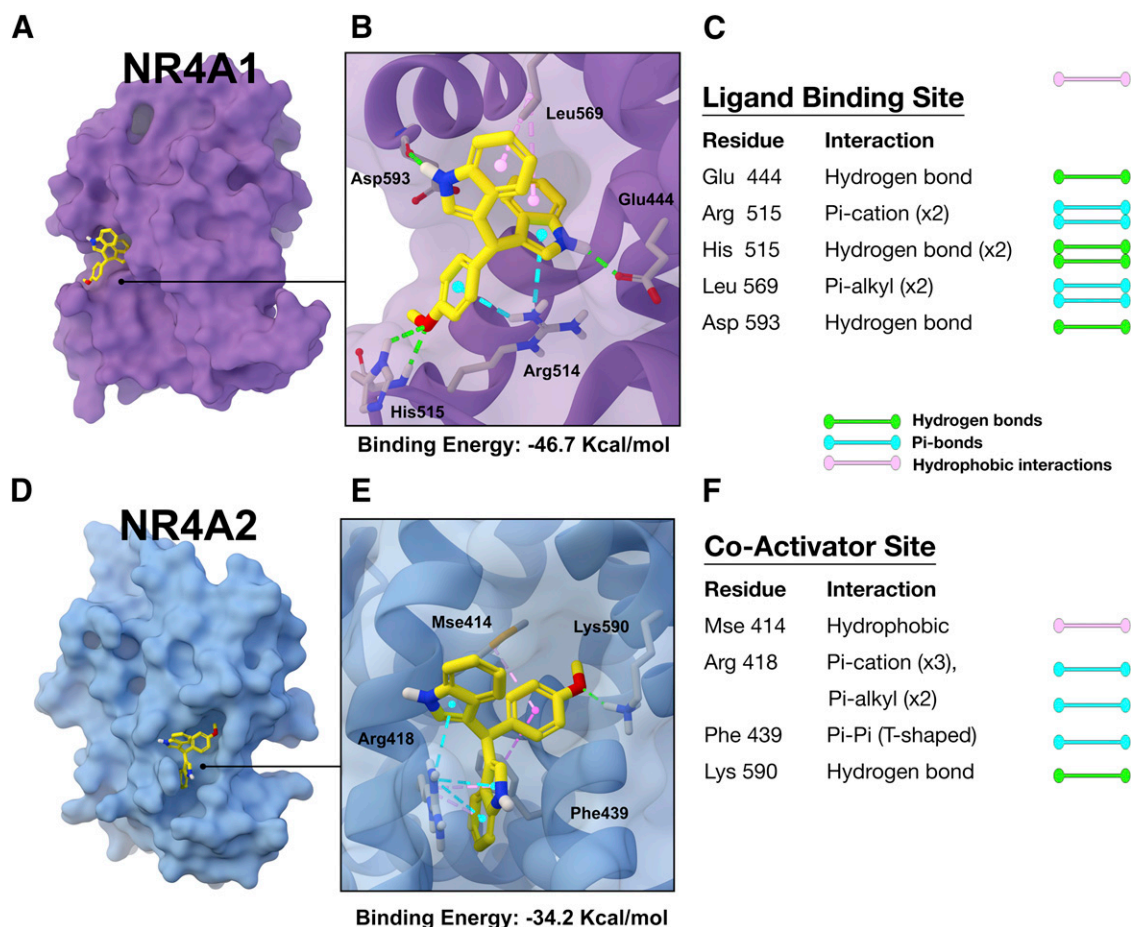 A
NR4A1
B
Leu569
Asp593
Glu444
Arg514
His515
Binding Energy: -46.7 Kcal/mol
C
Ligand Binding Site
Residue Interaction
Glu 444 Hydrogen bond
Arg 515 Pi-cation (x2)
His 515 Hydrogen bond (x2)
Leu 569 Pi-alkyl (x2)
Asp 593 Hydrogen bond
Hydrogen bonds
Pi-bonds
Hydrophobic interactions
D
NR4A2
E
Mse414
Lys590
Arg418
Phe439
Binding Energy: -34.2 Kcal/mol
F
Co-Activator Site
Residue Interaction
Mse 414 Hydrophobic
Arg 418 Pi-cation (x3),
Pi-alkyl (x2)
Phe 439 Pi-Pi (T-shaped)
Lys 590 Hydrogen bond